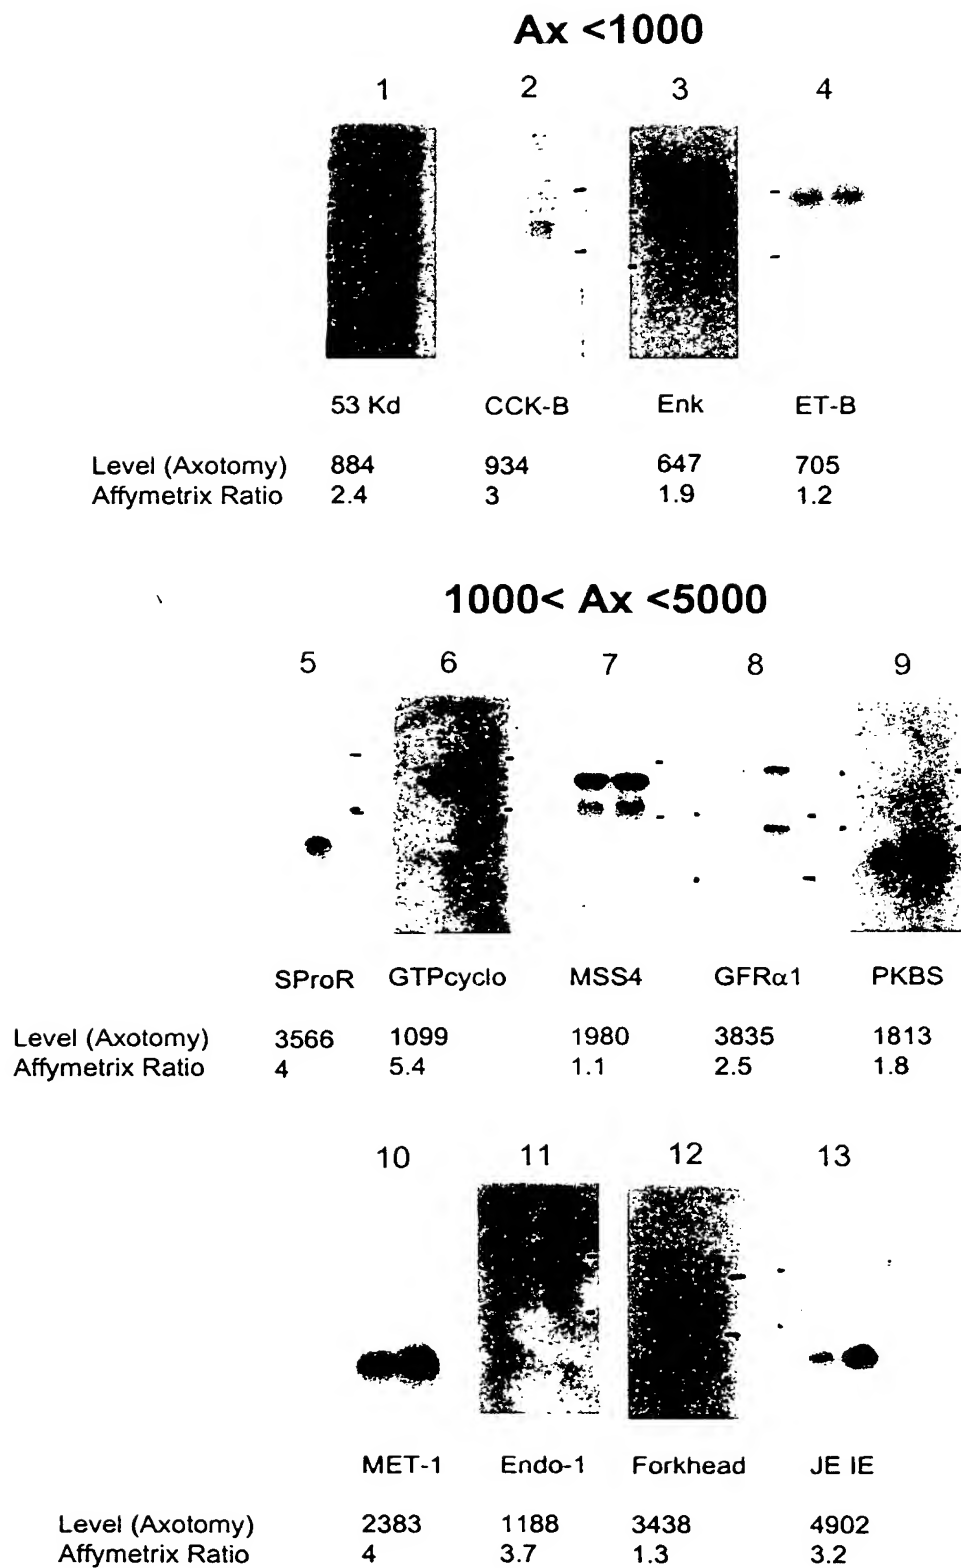 Ax <1000
1 2 3 4
53 Kd CCK-B Enk ET-B
Level (Axotomy) 884 934 647 705
Affymetrix Ratio 2.4 3 1.9 1.2
1000< Ax <5000
5 6 7 8 9
SProR GTPcyclo MSS4 GFRα1 PKBS
Level (Axotomy) 3566 1099 1980 3835 1813
Affymetrix Ratio 4 5.4 1.1 2.5 1.8
10 11 12 13
MET-1 Endo-1 Forkhead JE IE
Level (Axotomy) 2383 1188 3438 4902
Affymetrix Ratio 4 3.7 1.3 3.2